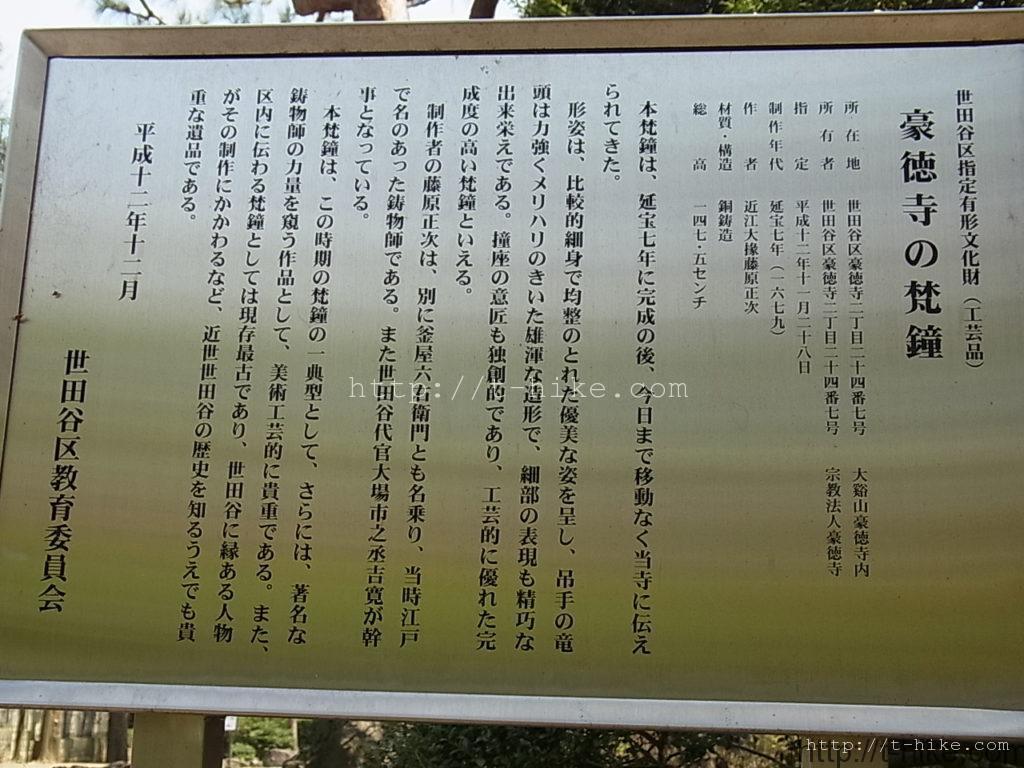 世田谷区指定有形文化財（工芸品）
豪徳寺の梵鐘
所在地　世田谷区豪徳寺二丁目二十四番七号　大谿山豪徳寺内
所有者　世田谷区豪徳寺二丁目二十四番七号　宗教法人豪徳寺
指定　平成十二年十一月二十八日
制作年代　延宝七年（一六七九）
作者　近江大掾藤原正次
材質・構造　銅鋳造
総高　一四七・五センチ
本梵鐘は、延宝七年に完成の後、今日まで移動なく当寺に伝え
られてきた。
形姿は、比較的細身で均整のとれた優美な姿を呈し、吊手の竜
頭は力強くメリハリのきいた雄渾な造形で、細部の表現も精巧な
出来栄えである。撞座の意匠も独創的であり、工芸的に優れた完
成度の高い梵鐘といえる。
制作者の藤原正次は、別に釜屋六右衛門とも名乗り、当時江戸
で名のあった鋳物師である。また世田谷代官大場市之丞吉寛が幹
事となっている。
本梵鐘は、この時期の梵鐘の一典型として、さらには、著名な
鋳物師の力量を窺う作品として、美術工芸的に貴重である。また、
区内に伝わる梵鐘としては現存最古であり、世田谷に縁ある人物
がその制作にかかわるなど、近世世田谷の歴史を知るうえでも貴
重な遺品である。
平成十二年十二月
世田谷区教育委員会
http://t-hike.com
http://t-hike.com